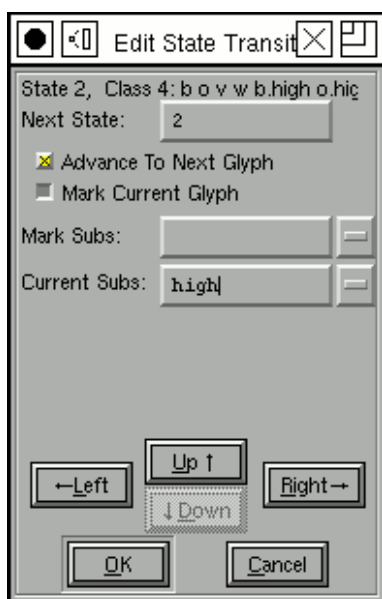 Edit State Transit
State 2, Class 4: b o v w b.high o.hig
Next State: 2
Advance To Next Glyph
Mark Current Glyph
Mark Subs:
Current Subs: high
Up ↑
←Left Right→
↓Down
OK Cancel